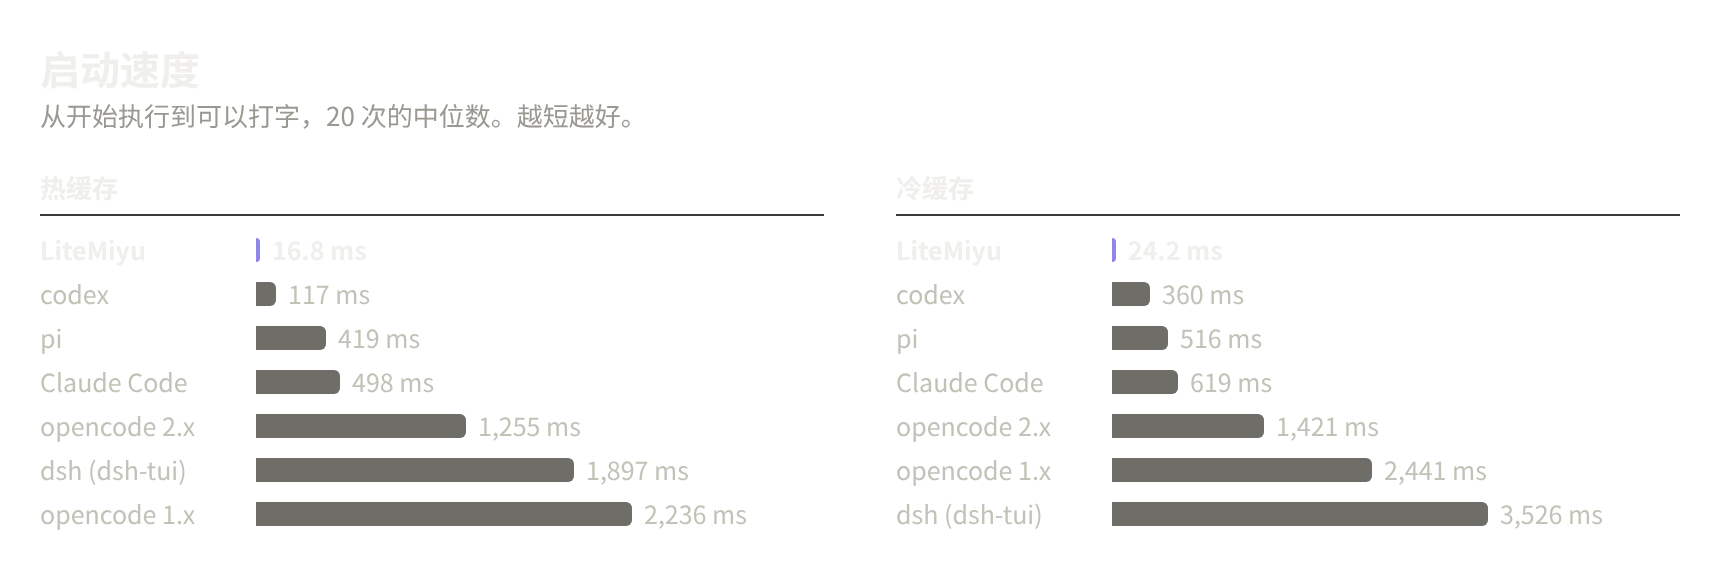 启动速度
从开始执行到可以打字，20 次的中位数。越短越好。
热缓存
LiteMiyu 16.8 ms
codex 117 ms
pi 419 ms
Claude Code 498 ms
opencode 2.x 1,255 ms
dsh (dsh-tui) 1,897 ms
opencode 1.x 2,236 ms
冷缓存
LiteMiyu 24.2 ms
codex 360 ms
pi 516 ms
Claude Code 619 ms
opencode 2.x 1,421 ms
opencode 1.x 2,441 ms
dsh (dsh-tui) 3,526 ms